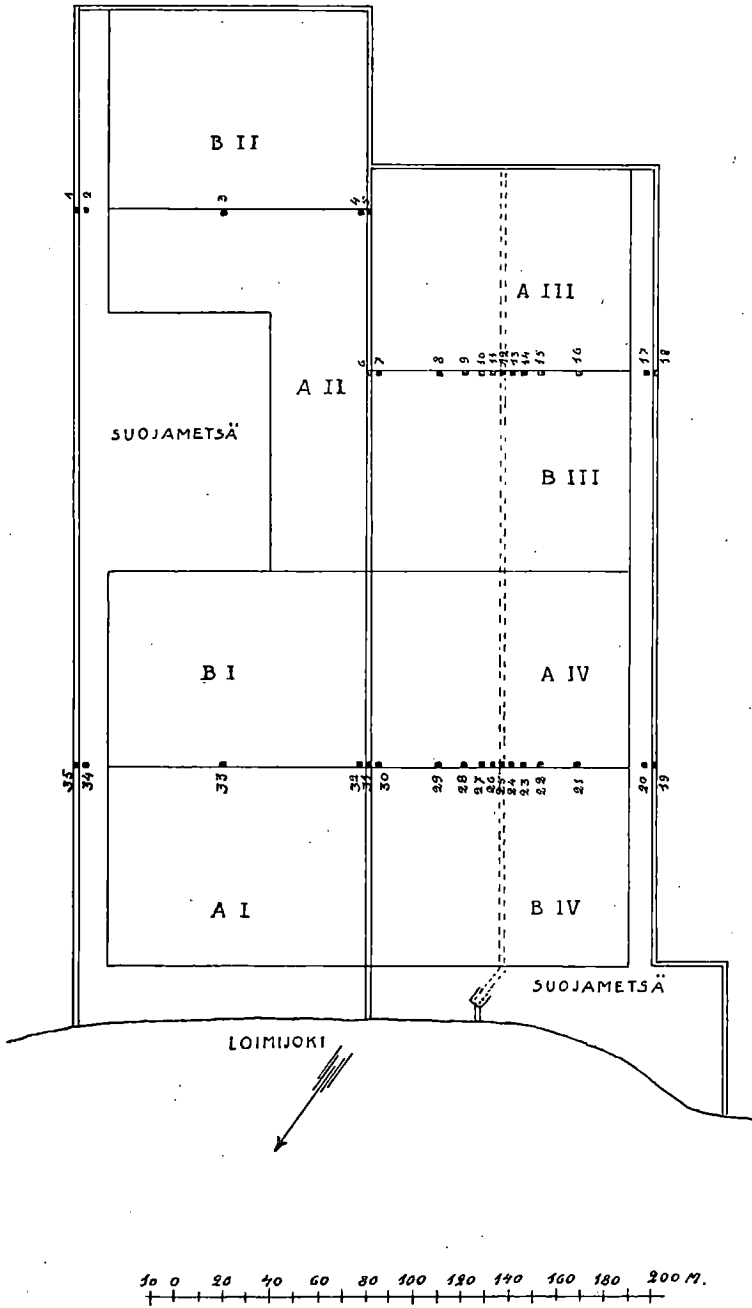 B II
1 2 3 4 5
A III
6 7 8 9 10 11 12 13 14 15 16 17 18
A II
SUOJAMETSÄ
B III
B I
A IV
35 34 33 32 31 30 29 28 27 26 25 24 23 22 21 20 19
A I
B IV
SUOJAMETSÄ
LOIMIJOKI
10 0 20 40 60 80 100 120 140 160 180 200 M.